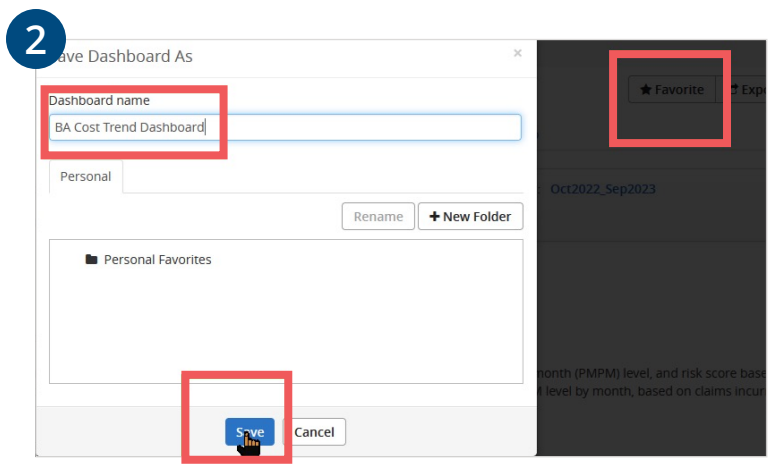 2
ave Dashboard As
×
Dashboard name
BA Cost Trend Dashboard
Personal
Rename
+ New Folder
Personal Favorites
Save
Cancel
★ Favorite
Expo
: Oct2022_Sep2023
month (PMPM) level, and risk score base
level by month, based on claims incur